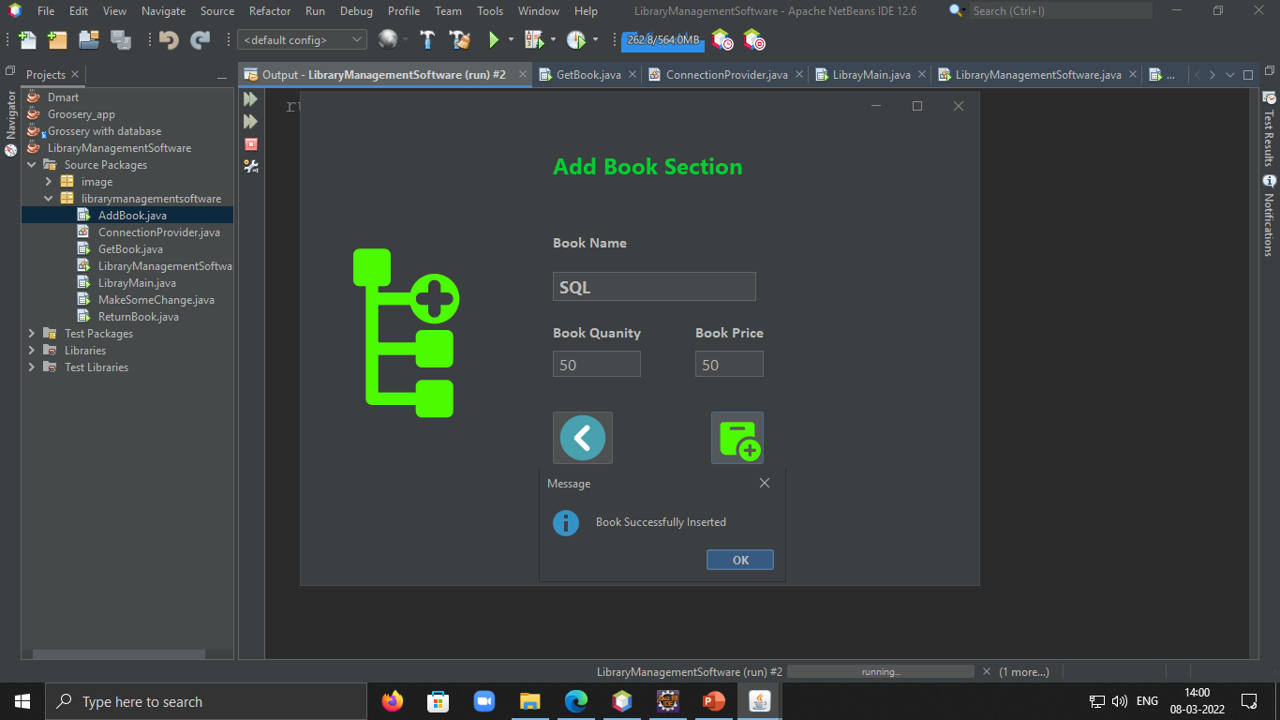 File Edit View Navigate Source Refactor Run Debug Profile Team Tools Window Help LibraryManagementSoftware - Apache NetBeans IDE 12.6 Search (Ctrl+I)
<default config> 262.8/564.0MB
Projects Output - LibraryManagementSoftware (run) #2 GetBook.java ConnectionProvider.java LibrayMain.java LibraryManagementSoftware.java ...
Navigator
Dmart
Groosery_app
Grossery with database
LibraryManagementSoftware
Source Packages
image
librarymanagementsoftware
AddBook.java
ConnectionProvider.java
GetBook.java
LibraryManagementSoftwa
LibrayMain.java
MakeSomeChange.java
ReturnBook.java
Test Packages
Libraries
Test Libraries
Add Book Section
Book Name
SQL
Book Quanity Book Price
50 50
Message
Book Successfully Inserted
OK
Test Results
Notifications
LibraryManagementSoftware (run) #2 running... (1 more...)
Type here to search
ENG
14:00
08-03-2022